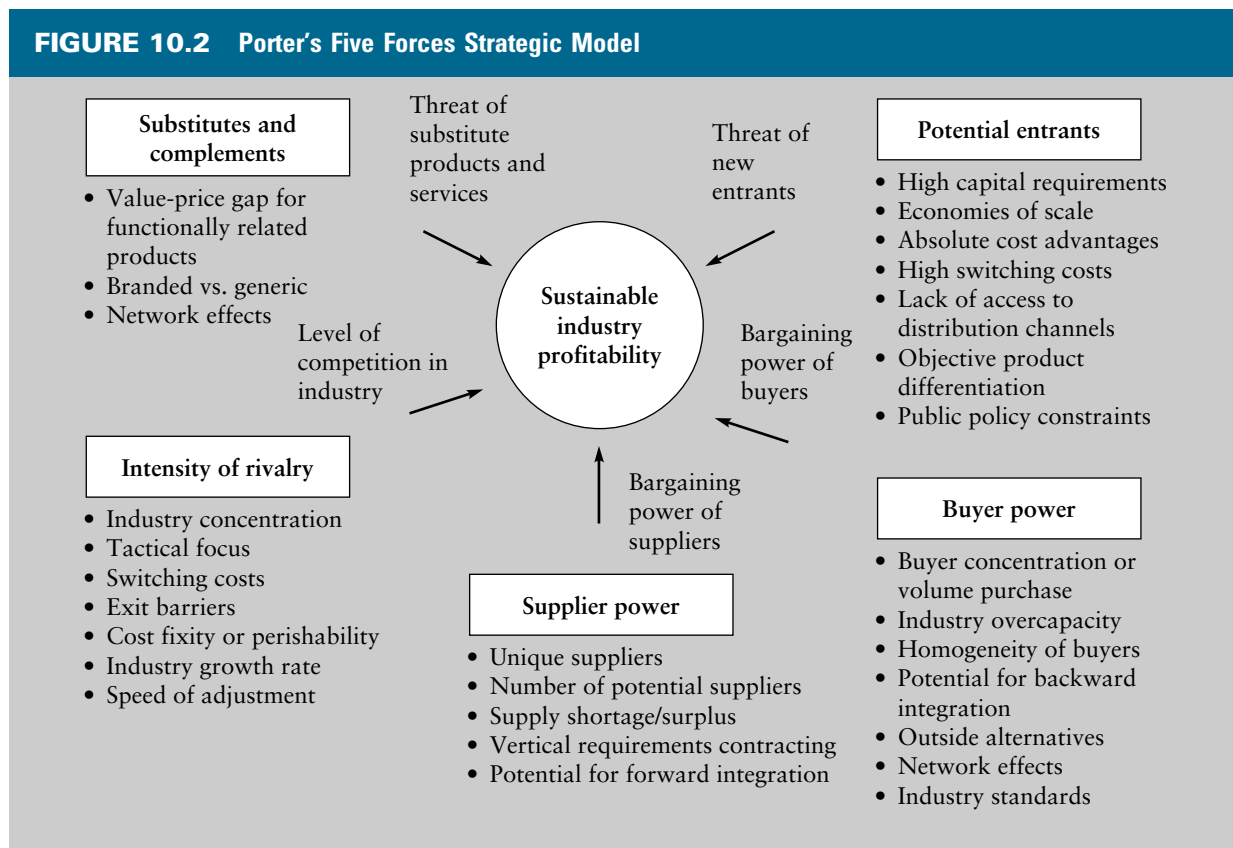 FIGURE 10.2 Porter's Five Forces Strategic Model
Substitutes and
complements
• Value-price gap for
functionally related
products
• Branded vs. generic
• Network effects
Threat of
substitute
products and
services
Threat of
new
entrants
Potential entrants
• High capital requirements
• Economies of scale
• Absolute cost advantages
• High switching costs
• Lack of access to
distribution channels
• Objective product
differentiation
• Public policy constraints
Sustainable
industry
profitability
Level of
competition in
industry
Bargaining
power of
buyers
Intensity of rivalry
• Industry concentration
• Tactical focus
• Switching costs
• Exit barriers
• Cost fixity or perishability
• Industry growth rate
• Speed of adjustment
Bargaining
power of
suppliers
Supplier power
• Unique suppliers
• Number of potential suppliers
• Supply shortage/surplus
• Vertical requirements contracting
• Potential for forward integration
Buyer power
• Buyer concentration or
volume purchase
• Industry overcapacity
• Homogeneity of buyers
• Potential for backward
integration
• Outside alternatives
• Network effects
• Industry standards